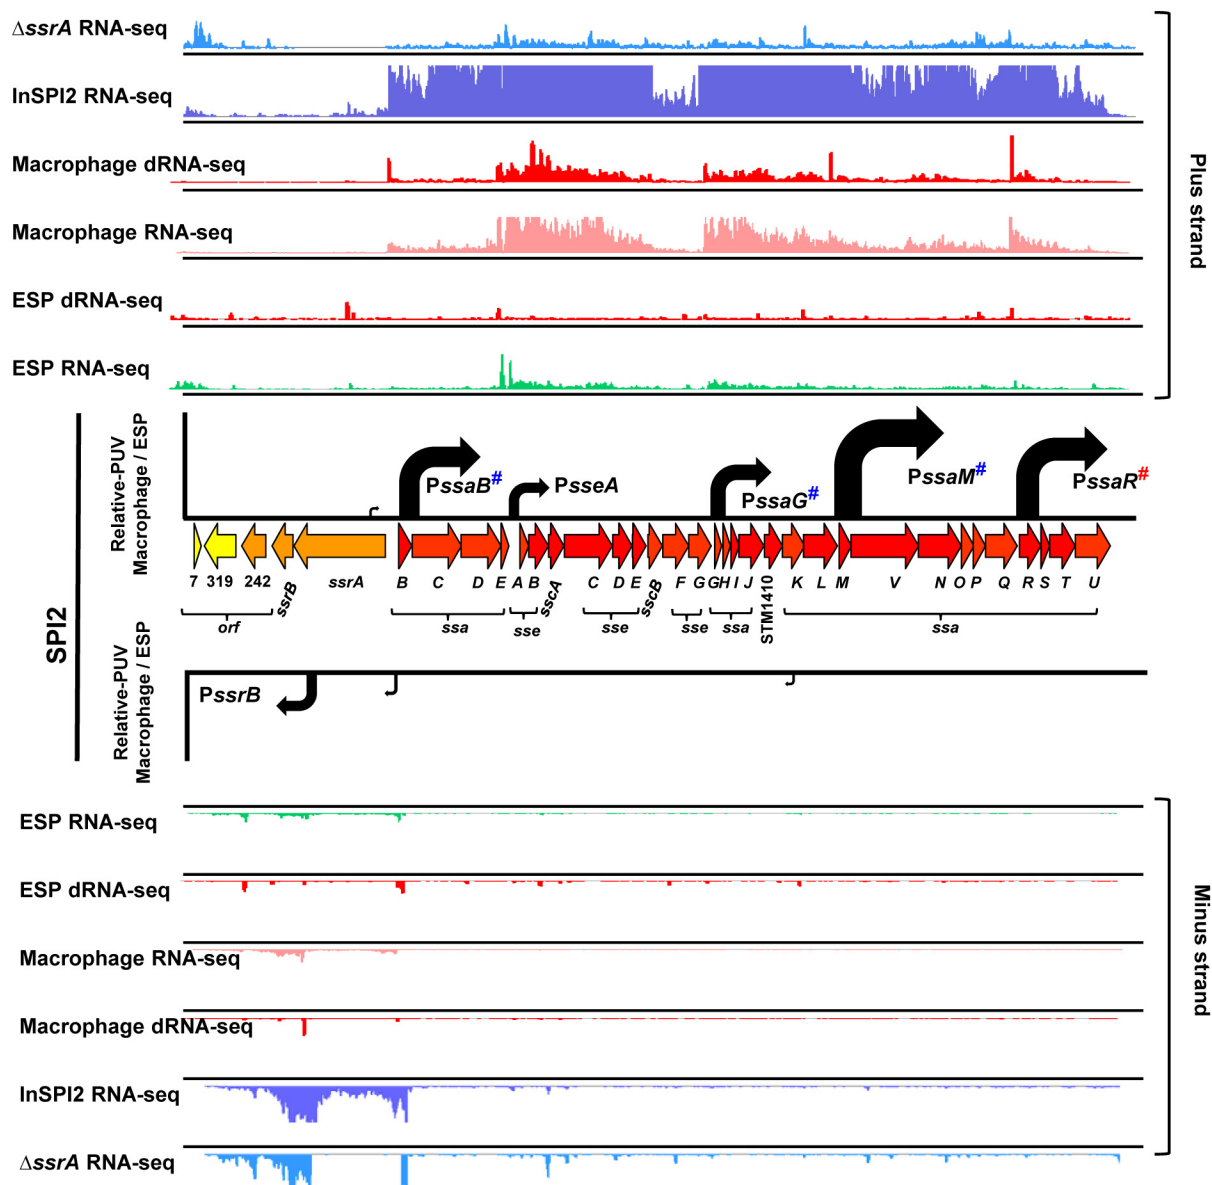 ΔssrA RNA-seq
InSPI2 RNA-seq
Macrophage dRNA-seq
Macrophage RNA-seq
ESP dRNA-seq
ESP RNA-seq
Plus strand
SPI2
Relative-PUV
Macrophage / ESP
PssaB#
PsseA
PssaG#
PssaM#
PssaR#
7 319 242 ssrB ssrA B C D E A B sscA C D E sscB F G G H I J STM1410 K L M V N O P Q R S T U
orf ssa sse sse sse ssa ssa
Relative-PUV
Macrophage / ESP
PssrB
ESP RNA-seq
ESP dRNA-seq
Macrophage RNA-seq
Macrophage dRNA-seq
InSPI2 RNA-seq
ΔssrA RNA-seq
Minus strand